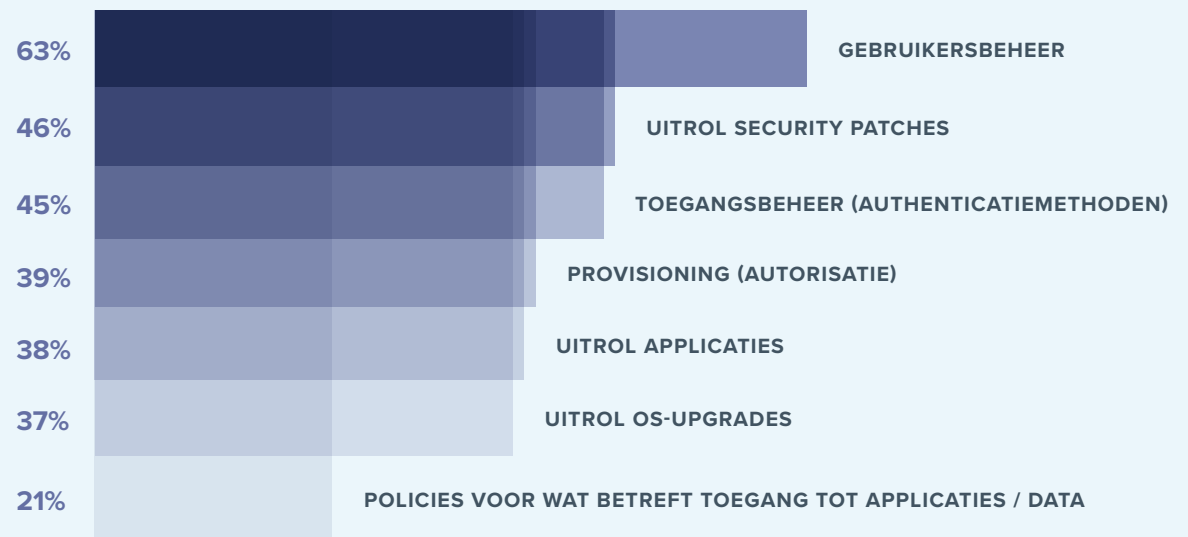 63% GEBRUIKERSBEHEER
46% UITROL SECURITY PATCHES
45% TOEGANGSBEHEER (AUTHENTICATIEMETHODEN)
39% PROVISIONING (AUTORISATIE)
38% UITROL APPLICATIES
37% UITROL OS-UPGRADES
21% POLICIES VOOR WAT BETREFT TOEGANG TOT APPLICATIES / DATA